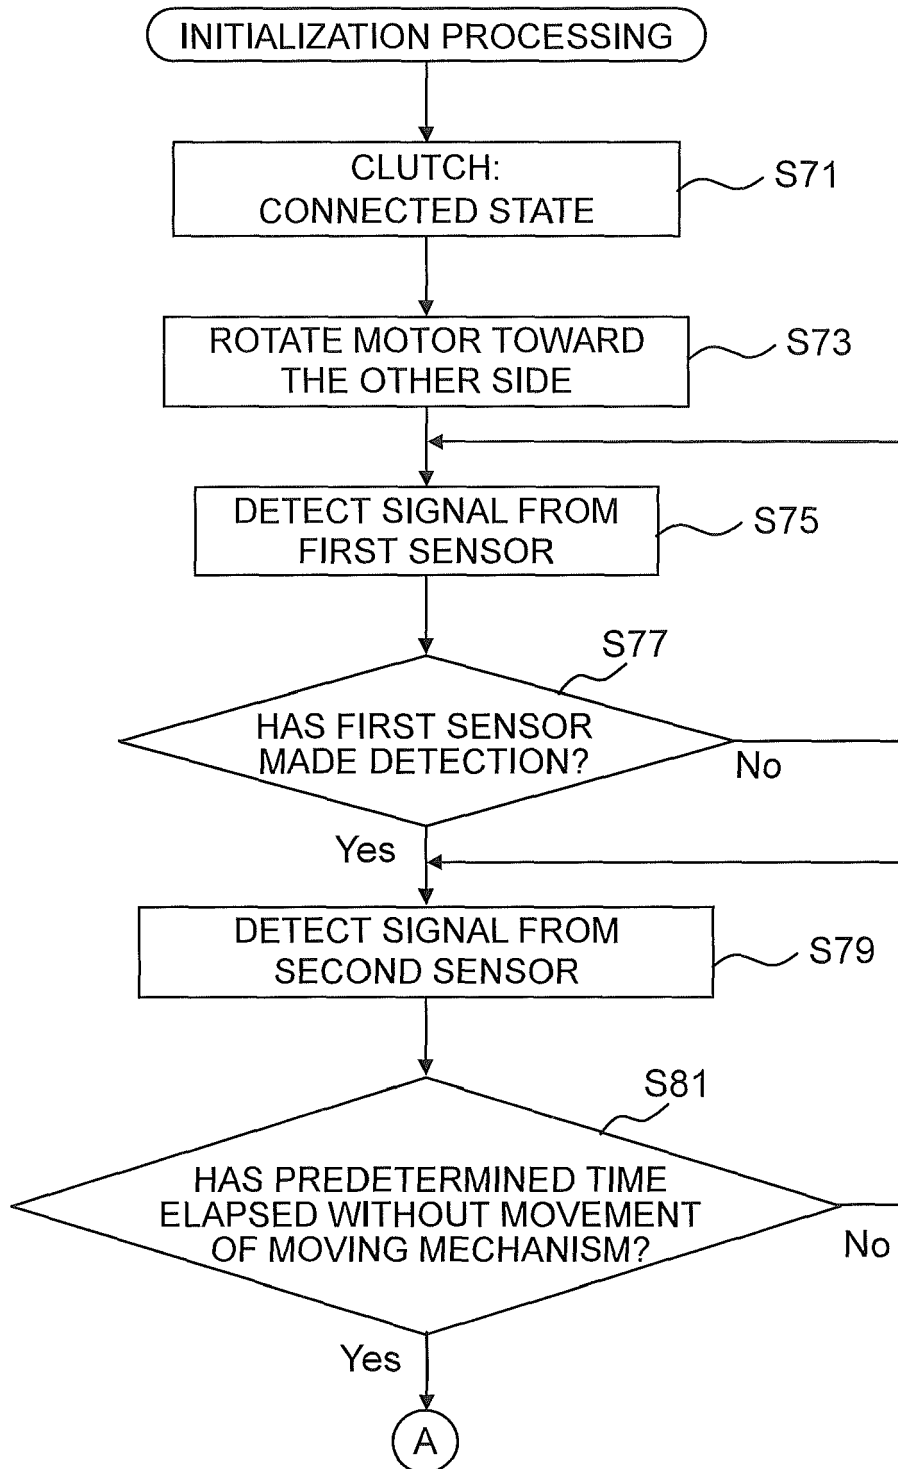 INITIALIZATION PROCESSING
CLUTCH:
CONNECTED STATE
S71
ROTATE MOTOR TOWARD
THE OTHER SIDE
S73
DETECT SIGNAL FROM
FIRST SENSOR
S75
S77
HAS FIRST SENSOR
MADE DETECTION?
No
Yes
DETECT SIGNAL FROM
SECOND SENSOR
S79
S81
HAS PREDETERMINED TIME
ELAPSED WITHOUT MOVEMENT
OF MOVING MECHANISM?
No
Yes
A